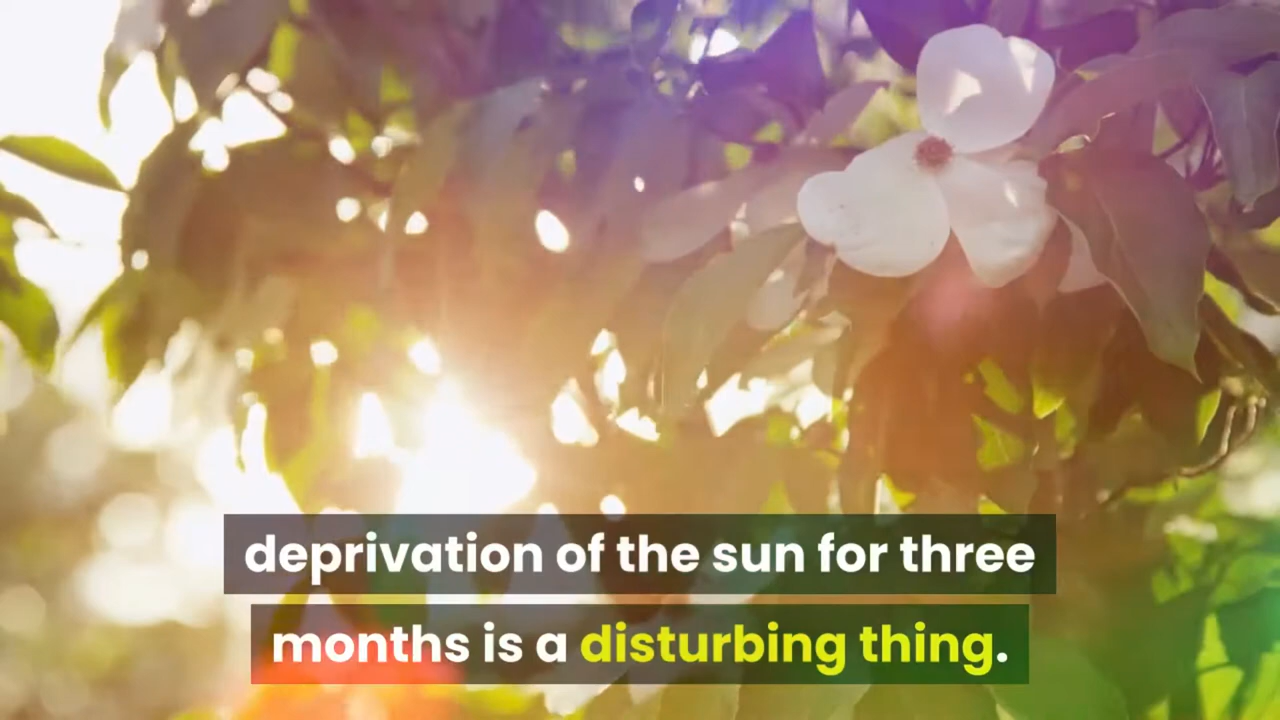 deprivation of the sun for three
months is a disturbing thing.